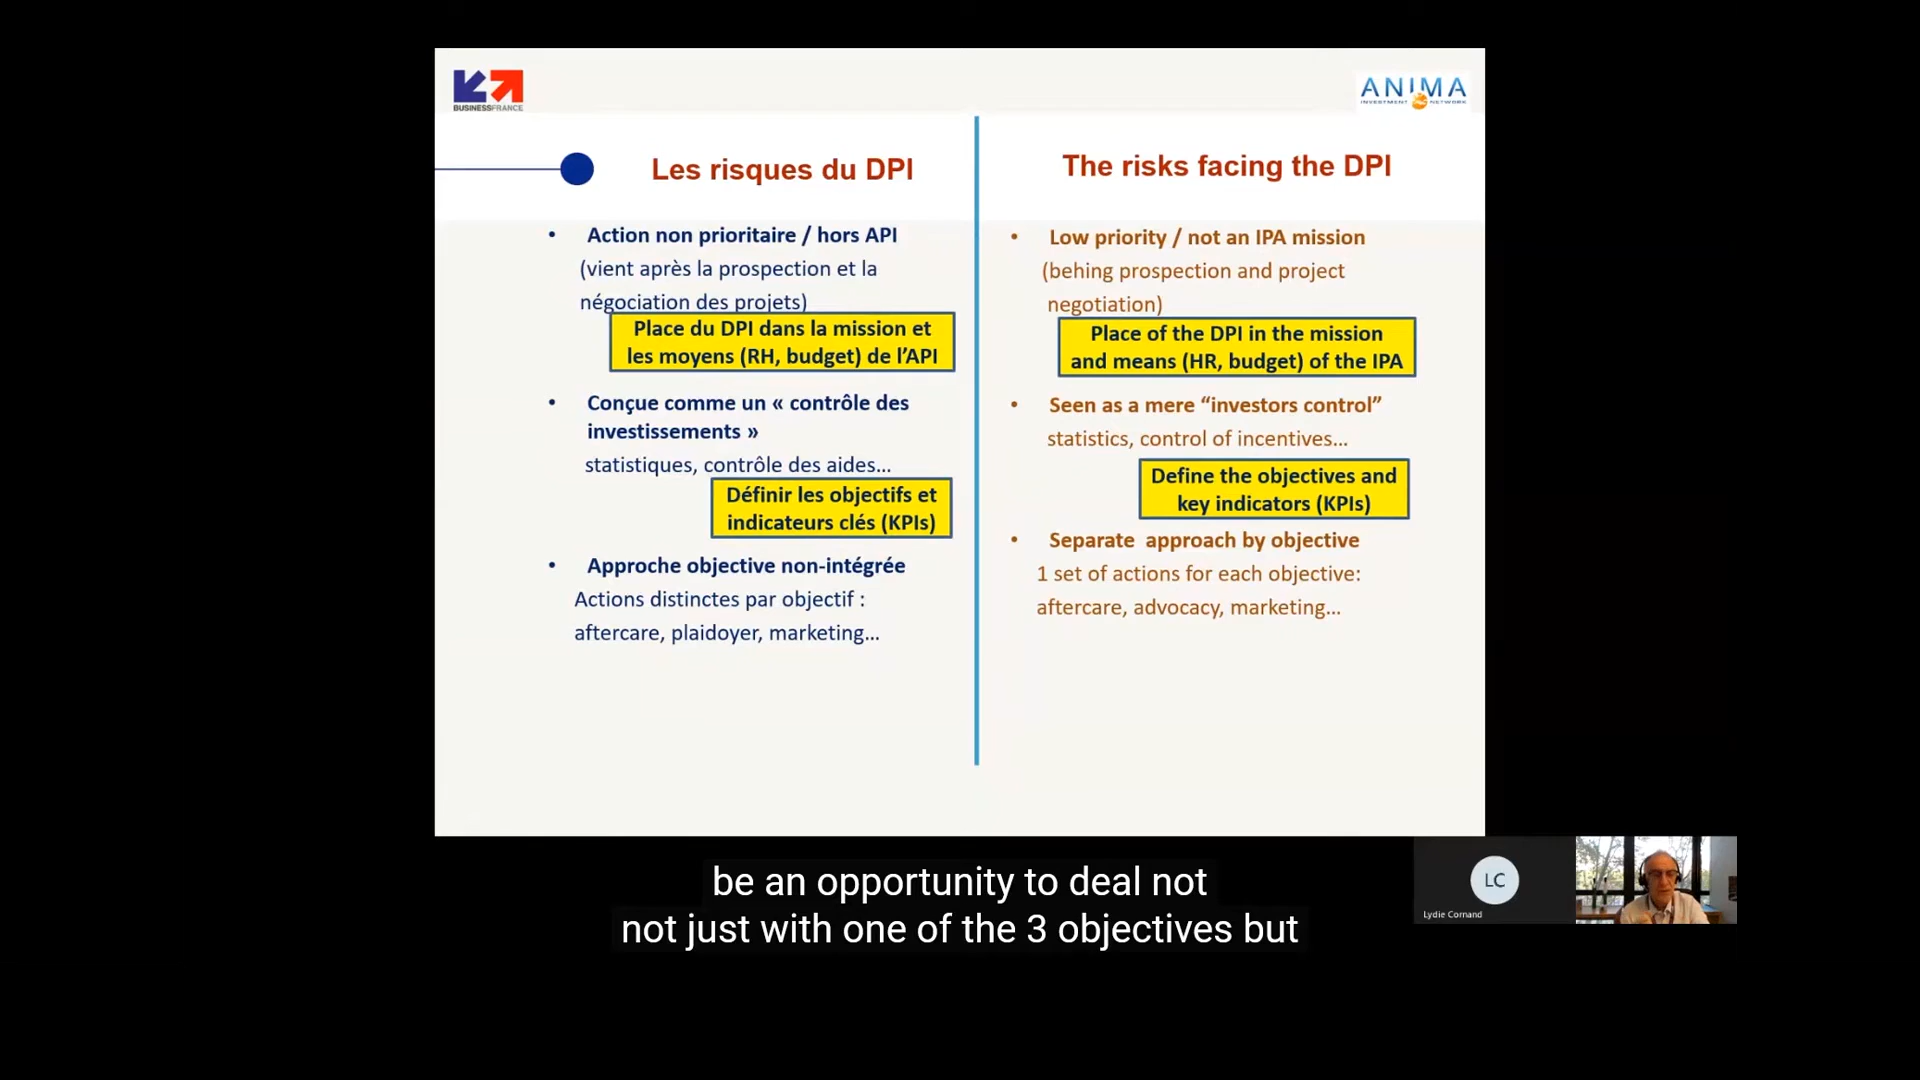 BUSINESSFRANCE
ANIMA
INVESTMENT NETWORK
Les risques du DPI
• Action non prioritaire / hors API
(vient après la prospection et la
négociation des projets)
Place du DPI dans la mission et
les moyens (RH, budget) de l’API
• Conçue comme un « contrôle des
investissements »
statistiques, contrôle des aides...
Définir les objectifs et
indicateurs clés (KPIs)
• Approche objective non-intégrée
Actions distinctes par objectif :
aftercare, plaidoyer, marketing...
The risks facing the DPI
• Low priority / not an IPA mission
(behing prospection and project
negotiation)
Place of the DPI in the mission
and means (HR, budget) of the IPA
• Seen as a mere “investors control”
statistics, control of incentives...
Define the objectives and
key indicators (KPIs)
• Separate approach by objective
1 set of actions for each objective:
aftercare, advocacy, marketing...
LC
Lydie Cornand
be an opportunity to deal not
not just with one of the 3 objectives but